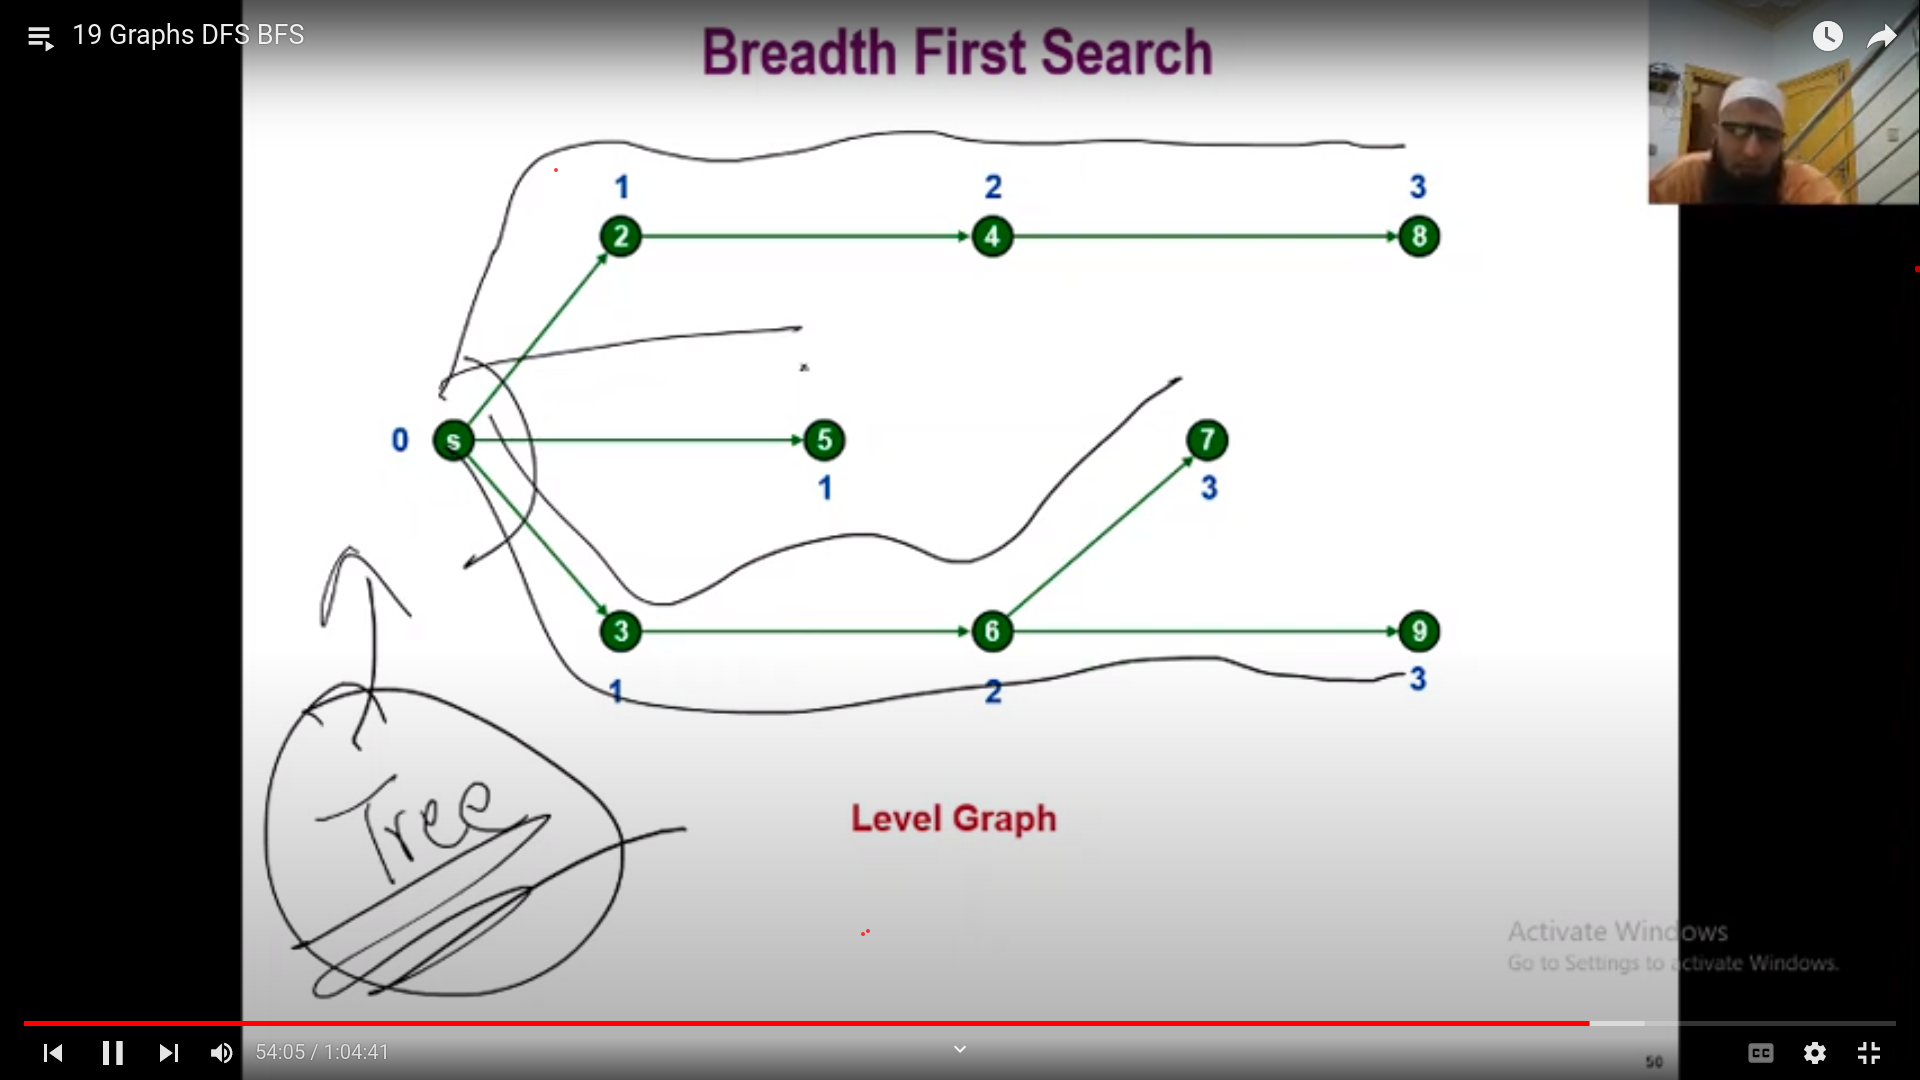 19 Graphs DFS BFS
Breadth First Search
1 2 3
2 4 8
0 s 5 7
1 3
3 6 9
1 2 3
Tree
Level Graph
Activate Windows
Go to Settings to activate Windows.
54:05 / 1:04:41
CC
50